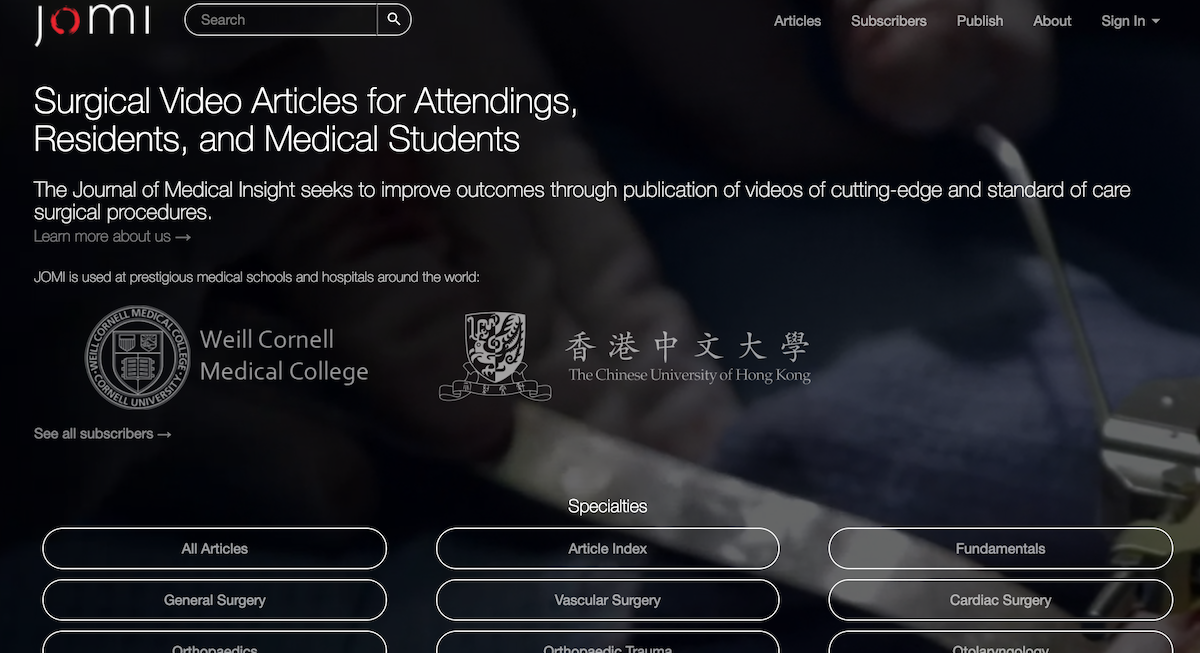 JOMI
Search
Articles
Subscribers
Publish
About
Sign In
Surgical Video Articles for Attendings,
Residents, and Medical Students
The Journal of Medical Insight seeks to improve outcomes through publication of videos of cutting-edge and standard of care
surgical procedures.
Learn more about us →
JOMI is used at prestigious medical schools and hospitals around the world:
WEILL CORNELL MEDICAL COLLEGE
CORNELL UNIVERSITY
Weill Cornell
Medical College
香港中文大學
The Chinese University of Hong Kong
See all subscribers →
Specialties
All Articles
Article Index
Fundamentals
General Surgery
Vascular Surgery
Cardiac Surgery
Orthopaedics
Orthopaedic Trauma
Otolaryngology